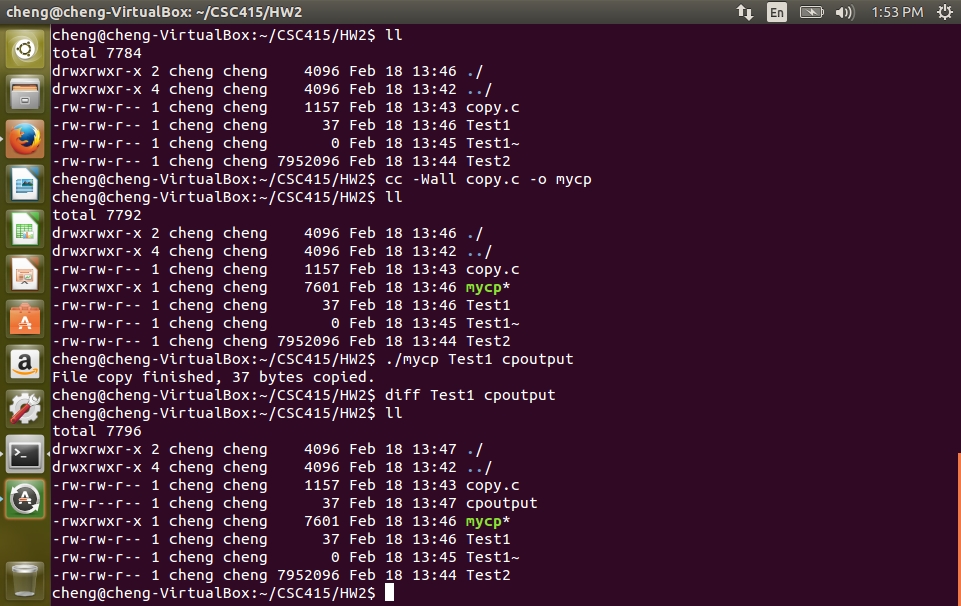 cheng@cheng-VirtualBox: ~/CSC415/HW2 En 1:53 PM
cheng@cheng-VirtualBox:~/CSC415/HW2$ ll
total 7784
drwxrwxr-x 2 cheng cheng    4096 Feb 18 13:46 ./
drwxrwxr-x 4 cheng cheng    4096 Feb 18 13:42 ../
-rw-rw-r-- 1 cheng cheng    1157 Feb 18 13:43 copy.c
-rw-rw-r-- 1 cheng cheng      37 Feb 18 13:46 Test1
-rw-rw-r-- 1 cheng cheng       0 Feb 18 13:45 Test1~
-rw-rw-r-- 1 cheng cheng 7952096 Feb 18 13:44 Test2
cheng@cheng-VirtualBox:~/CSC415/HW2$ cc -Wall copy.c -o mycp
cheng@cheng-VirtualBox:~/CSC415/HW2$ ll
total 7792
drwxrwxr-x 2 cheng cheng    4096 Feb 18 13:46 ./
drwxrwxr-x 4 cheng cheng    4096 Feb 18 13:42 ../
-rw-rw-r-- 1 cheng cheng    1157 Feb 18 13:43 copy.c
-rwxrwxr-x 1 cheng cheng    7601 Feb 18 13:46 mycp*
-rw-rw-r-- 1 cheng cheng      37 Feb 18 13:46 Test1
-rw-rw-r-- 1 cheng cheng       0 Feb 18 13:45 Test1~
-rw-rw-r-- 1 cheng cheng 7952096 Feb 18 13:44 Test2
cheng@cheng-VirtualBox:~/CSC415/HW2$ ./mycp Test1 cpoutput
File copy finished, 37 bytes copied.
cheng@cheng-VirtualBox:~/CSC415/HW2$ diff Test1 cpoutput
cheng@cheng-VirtualBox:~/CSC415/HW2$ ll
total 7796
drwxrwxr-x 2 cheng cheng    4096 Feb 18 13:47 ./
drwxrwxr-x 4 cheng cheng    4096 Feb 18 13:42 ../
-rw-rw-r-- 1 cheng cheng    1157 Feb 18 13:43 copy.c
-rw-r--r-- 1 cheng cheng      37 Feb 18 13:47 cpoutput
-rwxrwxr-x 1 cheng cheng    7601 Feb 18 13:46 mycp*
-rw-rw-r-- 1 cheng cheng      37 Feb 18 13:46 Test1
-rw-rw-r-- 1 cheng cheng       0 Feb 18 13:45 Test1~
-rw-rw-r-- 1 cheng cheng 7952096 Feb 18 13:44 Test2
cheng@cheng-VirtualBox:~/CSC415/HW2$